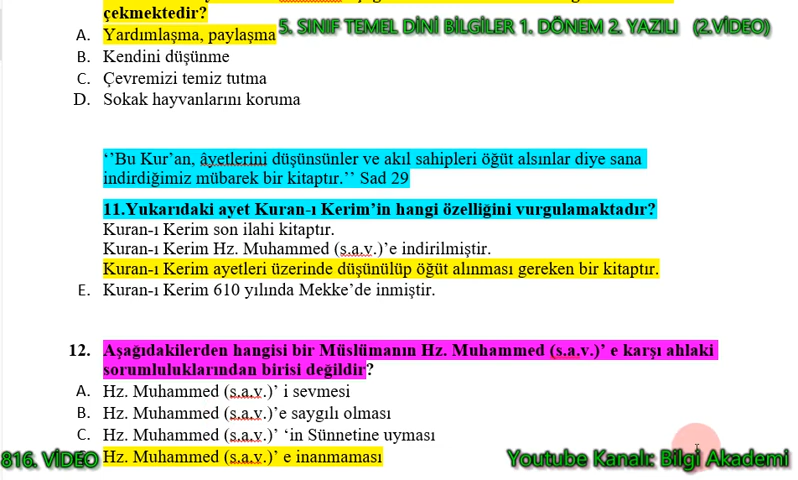 çekmektedir?
A. Yardımlaşma, paylaşma
5. SINIF TEMEL DİNİ BİLGİLER 1. DÖNEM 2. YAZILI (2.VİDEO)
B. Kendini düşünme
C. Çevremizi temiz tutma
D. Sokak hayvanlarını koruma
‘’Bu Kur’an, âyetlerini düşünsünler ve akıl sahipleri öğüt alsınlar diye sana
indirdiğimiz mübarek bir kitaptır.’’ Sad 29
11.Yukarıdaki ayet Kuran-ı Kerim’in hangi özelliğini vurgulamaktadır?
Kuran-ı Kerim son ilahi kitaptır.
Kuran-ı Kerim Hz. Muhammed (s.a.v.)’e indirilmiştir.
Kuran-ı Kerim ayetleri üzerinde düşünülüp öğüt alınması gereken bir kitaptır.
E. Kuran-ı Kerim 610 yılında Mekke’de inmiştir.
12. Aşağıdakilerden hangisi bir Müslümanın Hz. Muhammed (s.a.v.)’ e karşı ahlaki
sorumluluklarından birisi değildir?
A. Hz. Muhammed (s.a.v.)’ i sevmesi
B. Hz. Muhammed (s.a.v.)’e saygılı olması
C. Hz. Muhammed (s.a.v.)’ ‘in Sünnetine uyması
Hz. Muhammed (s.a.v.)’ e inanmaması
816. VİDEO
Youtube Kanalı: Bilgi Akademi